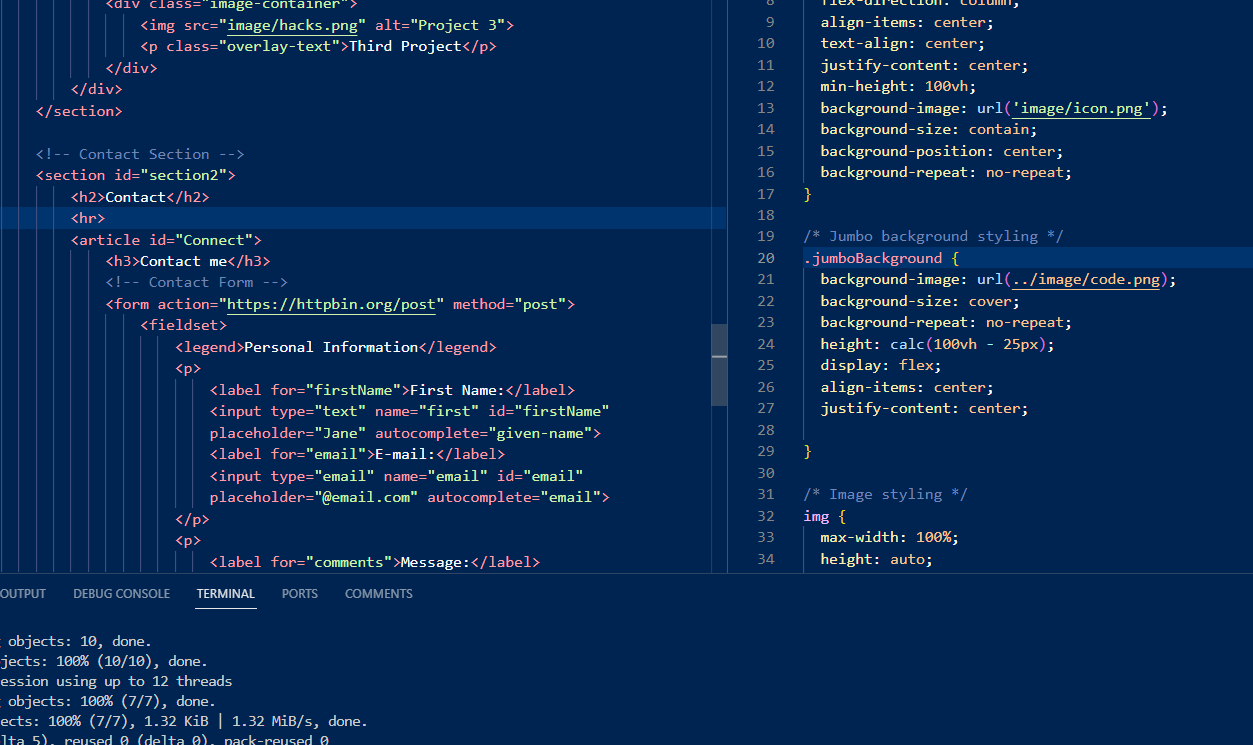 <div class="image-container">
<img src="image/hacks.png" alt="Project 3">
<p class="overlay-text">Third Project</p>
</div>
</div>
</section>
<!-- Contact Section -->
<section id="section2">
<h2>Contact</h2>
<hr>
<article id="Connect">
<h3>Contact me</h3>
<!-- Contact Form -->
<form action="https://httpbin.org/post" method="post">
<fieldset>
<legend>Personal Information</legend>
<p>
<label for="firstName">First Name:</label>
<input type="text" name="first" id="firstName"
placeholder="Jane" autocomplete="given-name">
<label for="email">E-mail:</label>
<input type="email" name="email" id="email"
placeholder="@email.com" autocomplete="email">
</p>
<p>
<label for="comments">Message:</label>
8 flex-direction: column;
9 align-items: center;
10 text-align: center;
11 justify-content: center;
12 min-height: 100vh;
13 background-image: url('image/icon.png');
14 background-size: contain;
15 background-position: center;
16 background-repeat: no-repeat;
17 }
18
19 /* Jumbo background styling */
20 .jumboBackground {
21 background-image: url(../image/code.png);
22 background-size: cover;
23 background-repeat: no-repeat;
24 height: calc(100vh - 25px);
25 display: flex;
26 align-items: center;
27 justify-content: center;
28
29 }
30
31 /* Image styling */
32 img {
33 max-width: 100%;
34 height: auto;
OUTPUT DEBUG CONSOLE TERMINAL PORTS COMMENTS
objects: 10, done.
jects: 100% (10/10), done.
ession using up to 12 threads
objects: 100% (7/7), done.
ects: 100% (7/7), 1.32 KiB | 1.32 MiB/s, done.
lta 5), reused 0 (delta 0), pack-reused 0